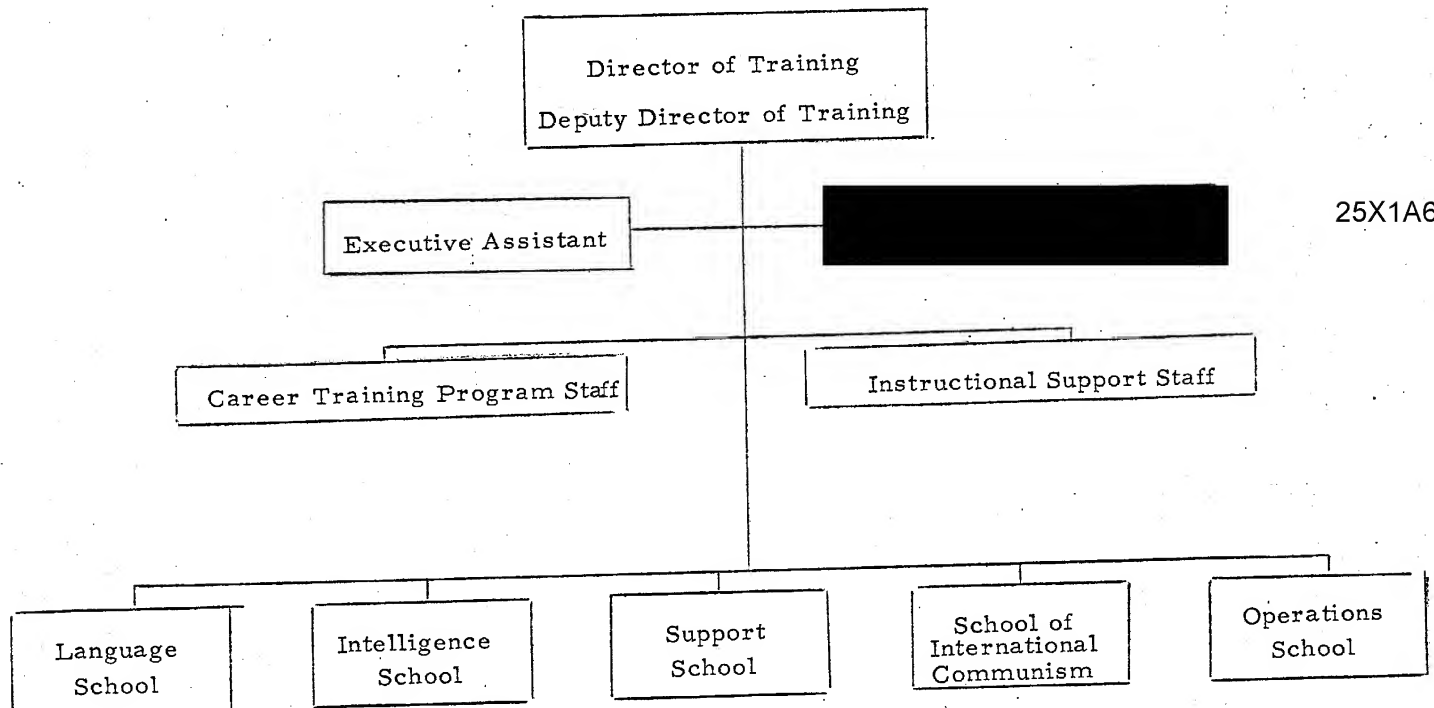 Director of Training
Deputy Director of Training
Executive Assistant
25X1A6
Career Training Program Staff
Instructional Support Staff
Language
School
Intelligence
School
Support
School
School of
International
Communism
Operations
School